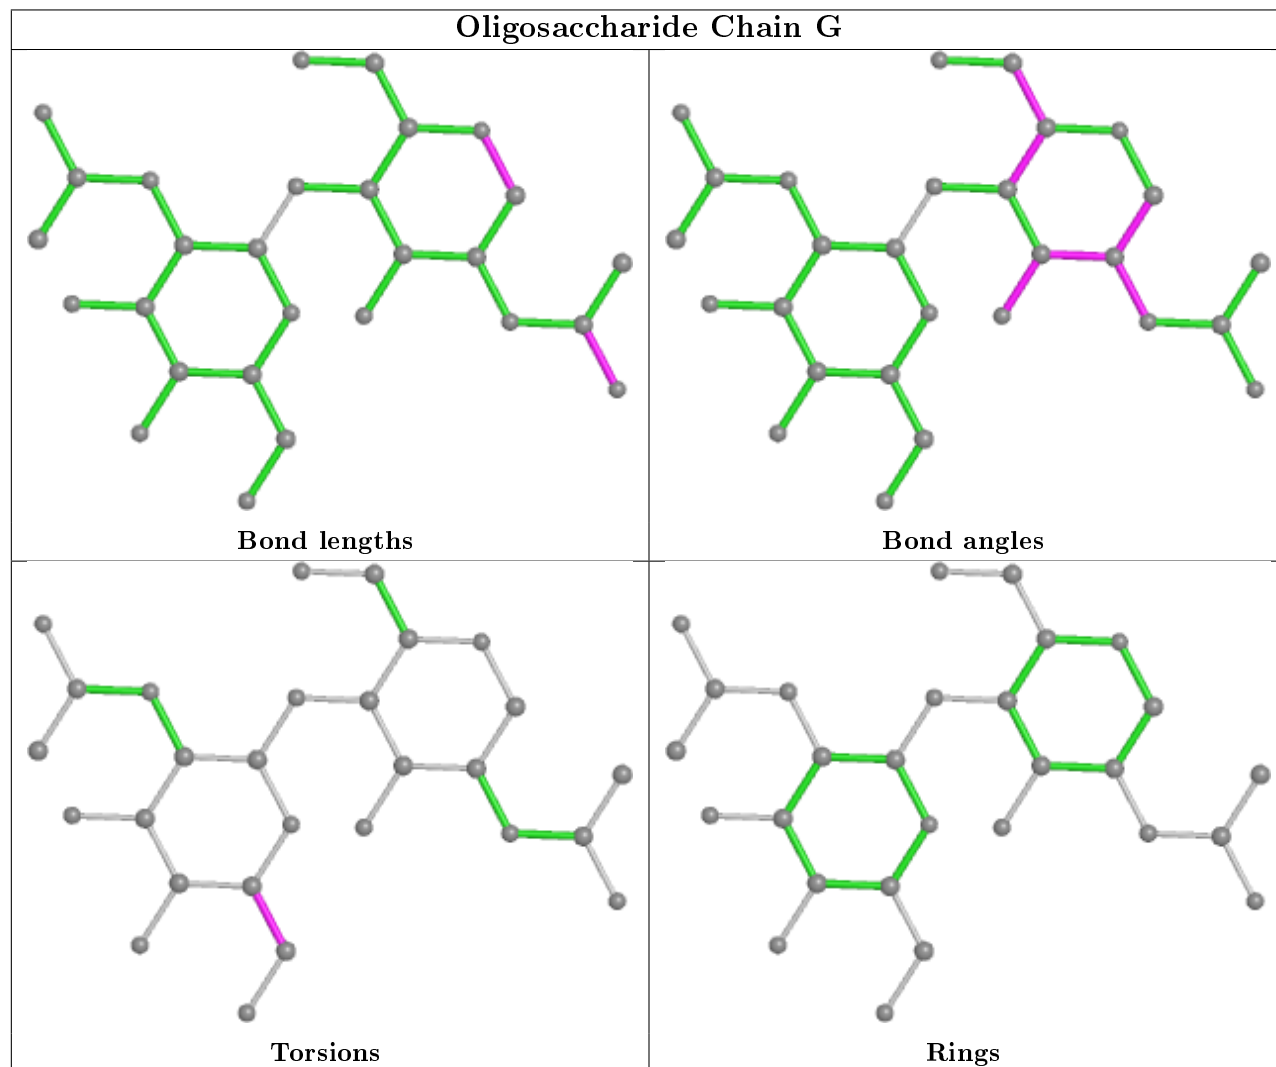 Oligosaccharide Chain G
Bond lengths
Bond angles
Torsions
Rings